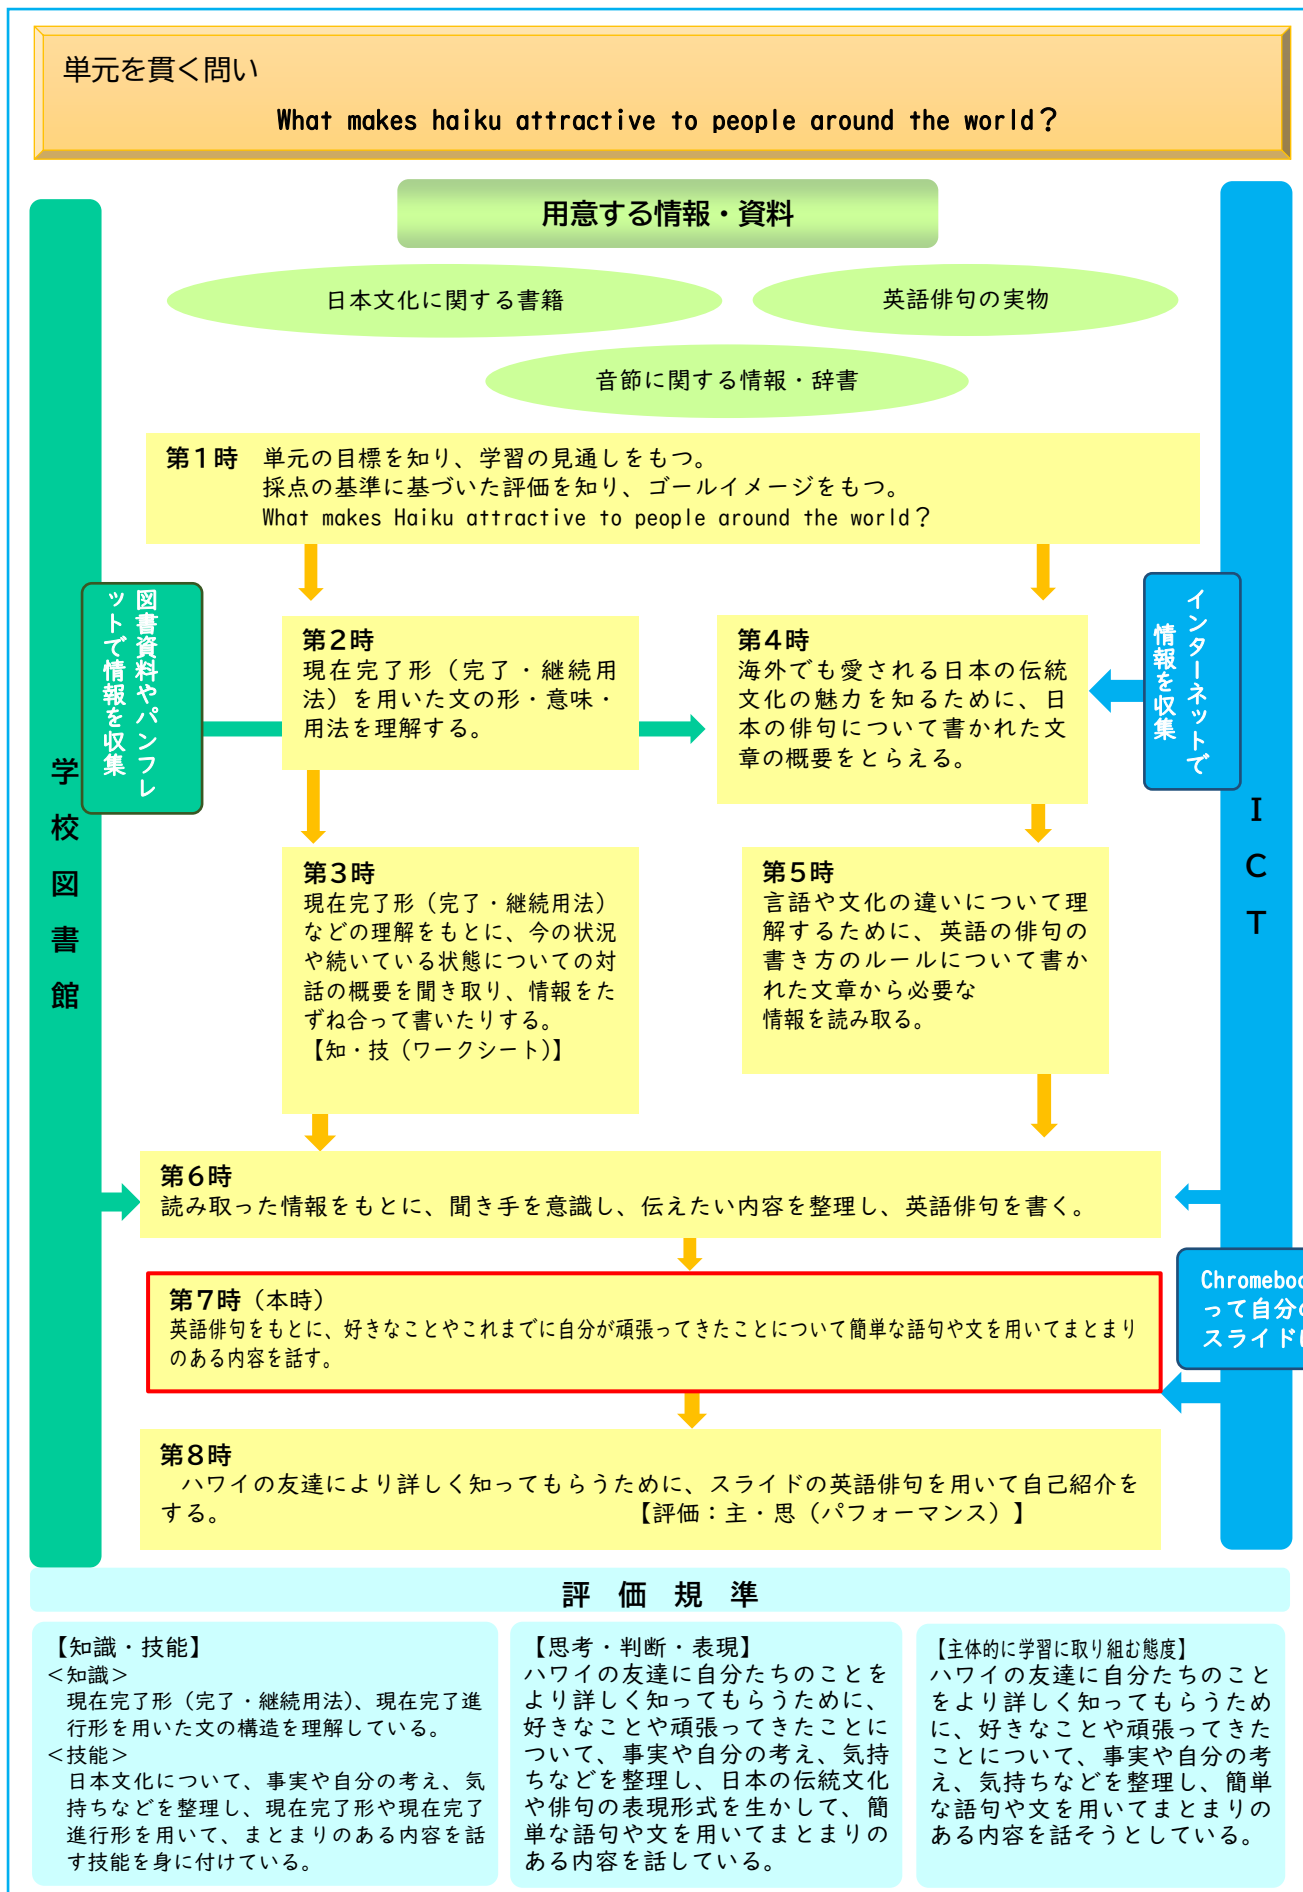 単元を貫く問い
What makes haiku attractive to people around the world?
用意する情報・資料
日本文化に関する書籍
英語俳句の実物
音節に関する情報・辞書
第1時　単元の目標を知り、学習の見通しをもつ。
採点の基準に基づいた評価を知り、ゴールイメージをもつ。
What makes Haiku attractive to people around the world?
図書資料やパンフレ
ットで情報を収集
学校図書館
第2時
現在完了形（完了・継続用
法）を用いた文の形・意味・
用法を理解する。
第4時
海外でも愛される日本の伝統
文化の魅力を知るために、日
本の俳句について書かれた文
章の概要をとらえる。
インターネットで
情報を収集
ICT
第3時
現在完了形（完了・継続用法）
などの理解をもとに、今の状況
や続いている状態についての対
話の概要を聞き取り、情報をた
ずね合って書いたりする。
【知・技（ワークシート）】
第5時
言語や文化の違いについて理
解するために、英語の俳句の
書き方のルールについて書か
れた文章から必要な
情報を読み取る。
第6時
読み取った情報をもとに、聞き手を意識し、伝えたい内容を整理し、英語俳句を書く。
第7時（本時）
英語俳句をもとに、好きなことやこれまでに自分が頑張ってきたことについて簡単な語句や文を用いてまとまり
のある内容を話す。
って自分
スライド
第8時
ハワイの友達により詳しく知ってもらうために、スライドの英語俳句を用いて自己紹介を
する。　【評価：主・思（パフォーマンス）】
評価規準
【知識・技能】
＜知識＞
現在完了形（完了・継続用法）、現在完了進
行形を用いた文の構造を理解している。
＜技能＞
日本文化について、事実や自分の考え、気
持ちなどを整理し、現在完了形や現在完了
進行形を用いて、まとまりのある内容を話
す技能を身に付けている。
【思考・判断・表現】
ハワイの友達に自分たちのことを
より詳しく知ってもらうために、
好きなことや頑張ってきたことに
ついて、事実や自分の考え、気持
ちなどを整理し、日本の伝統文化
や俳句の表現形式を生かして、簡
単な語句や文を用いてまとまりの
ある内容を話している。
【主体的に学習に取り組む態度】
ハワイの友達に自分たちのこと
をより詳しく知ってもらうため
に、好きなことや頑張ってきた
ことについて、事実や自分の考
え、気持ちなどを整理し、簡単
な語句や文を用いてまとまりの
ある内容を話そうとしている。